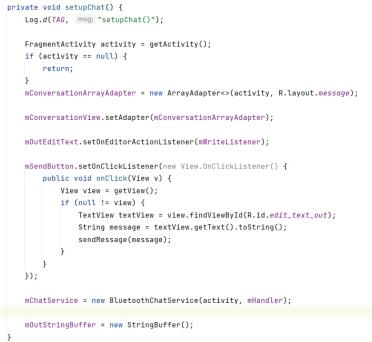 private void setupChat() {
    Log.d(TAG, msg: "setupChat()");

    FragmentActivity activity = getActivity();
    if (activity == null) {
        return;
    }
    mConversationArrayAdapter = new ArrayAdapter<>(activity, R.layout.message);

    mConversationView.setAdapter(mConversationArrayAdapter);

    mOutEditText.setOnEditorActionListener(mWriteListener);

    mSendButton.setOnClickListener(new View.OnClickListener() {
        public void onClick(View v) {
            View view = getView();
            if (null != view) {
                TextView textView = view.findViewById(R.id.edit_text_out);
                String message = textView.getText().toString();
                sendMessage(message);
            }
        }
    });

    mChatService = new BluetoothChatService(activity, mHandler);

    mOutStringBuffer = new StringBuffer();
}